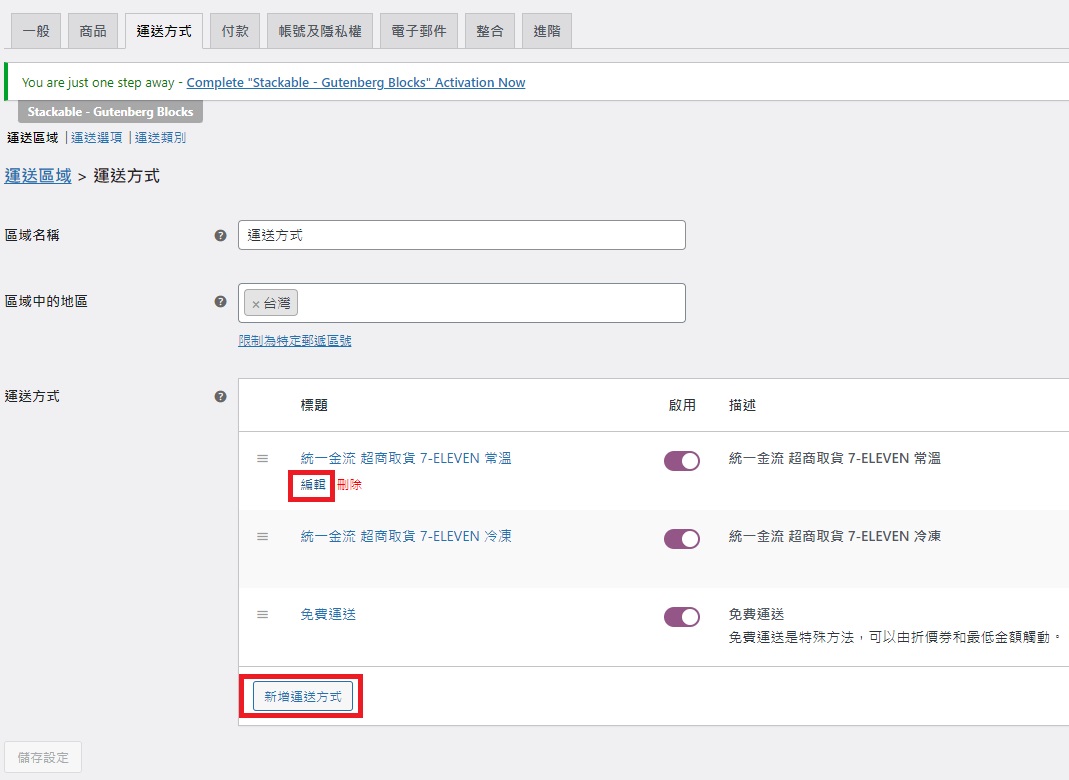 一般 商品 運送方式 付款 帳號及隱私權 電子郵件 整合 進階
You are just one step away - Complete "Stackable - Gutenberg Blocks" Activation Now
Stackable - Gutenberg Blocks
運送區域 | 運送選項 | 運送類別
運送區域 > 運送方式
區域名稱 ? 運送方式
區域中的地區 ? × 台灣
限制為特定郵遞區號
運送方式 ? 標題 啟用 描述
統一金流 超商取貨 7-ELEVEN 常溫 統一金流 超商取貨 7-ELEVEN 常溫
編輯 刪除
統一金流 超商取貨 7-ELEVEN 冷凍 統一金流 超商取貨 7-ELEVEN 冷凍
免費運送 免費運送
免費運送是特殊方法，可以由折價券和最低金額觸動。
新增運送方式
儲存設定